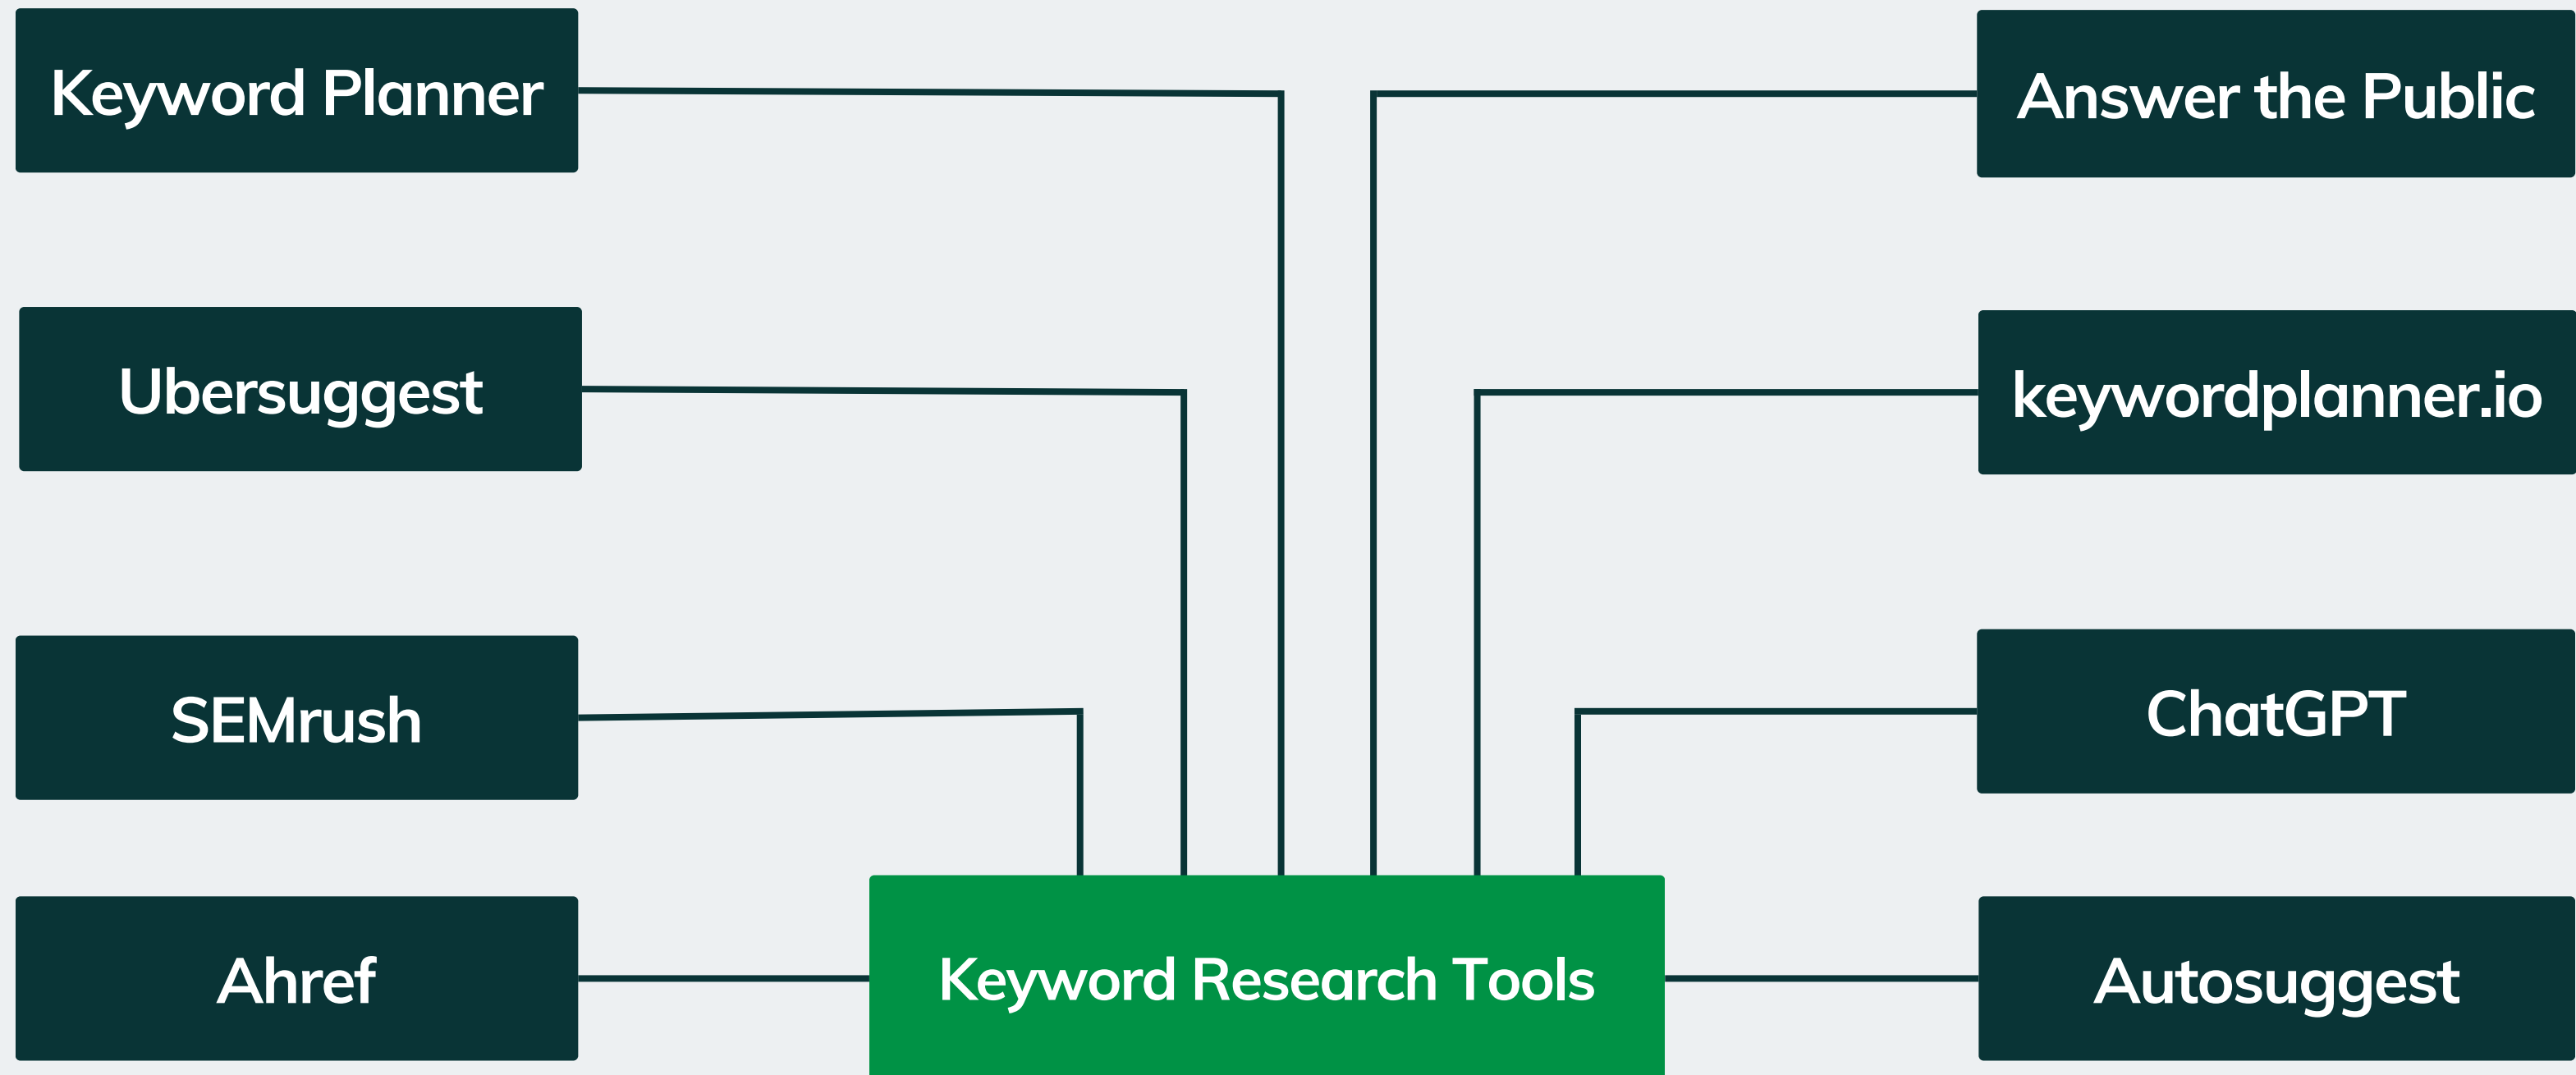 Keyword Planner
Answer the Public
Ubersuggest
keywordplanner.io
SEMrush
ChatGPT
Ahref
Keyword Research Tools
Autosuggest